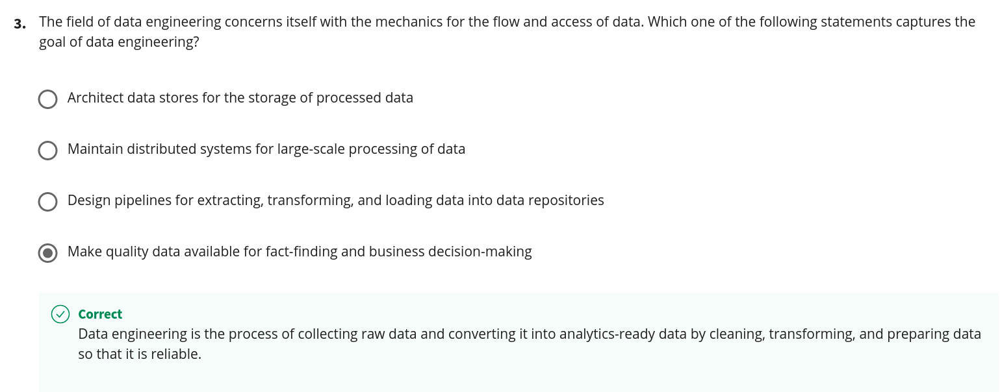 3. The field of data engineering concerns itself with the mechanics for the flow and access of data. Which one of the following statements captures the
goal of data engineering?
Architect data stores for the storage of processed data
Maintain distributed systems for large-scale processing of data
Design pipelines for extracting, transforming, and loading data into data repositories
Make quality data available for fact-finding and business decision-making
Correct
Data engineering is the process of collecting raw data and converting it into analytics-ready data by cleaning, transforming, and preparing data
so that it is reliable.